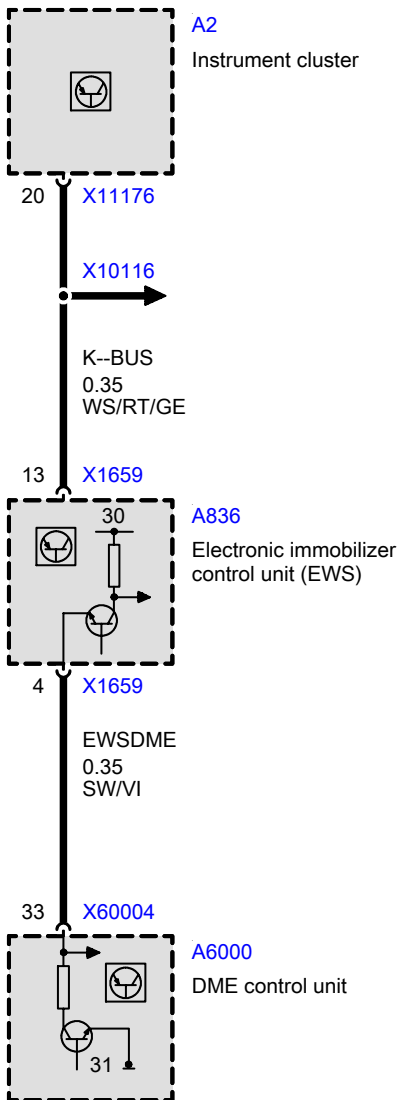 A2
Instrument cluster
20 X11176
X10116
K--BUS
0.35
WS/RT/GE
13 X1659
30
A836
Electronic immobilizer
control unit (EWS)
4 X1659
EWSDME
0.35
SW/VI
33 X60004
A6000
DME control unit
31